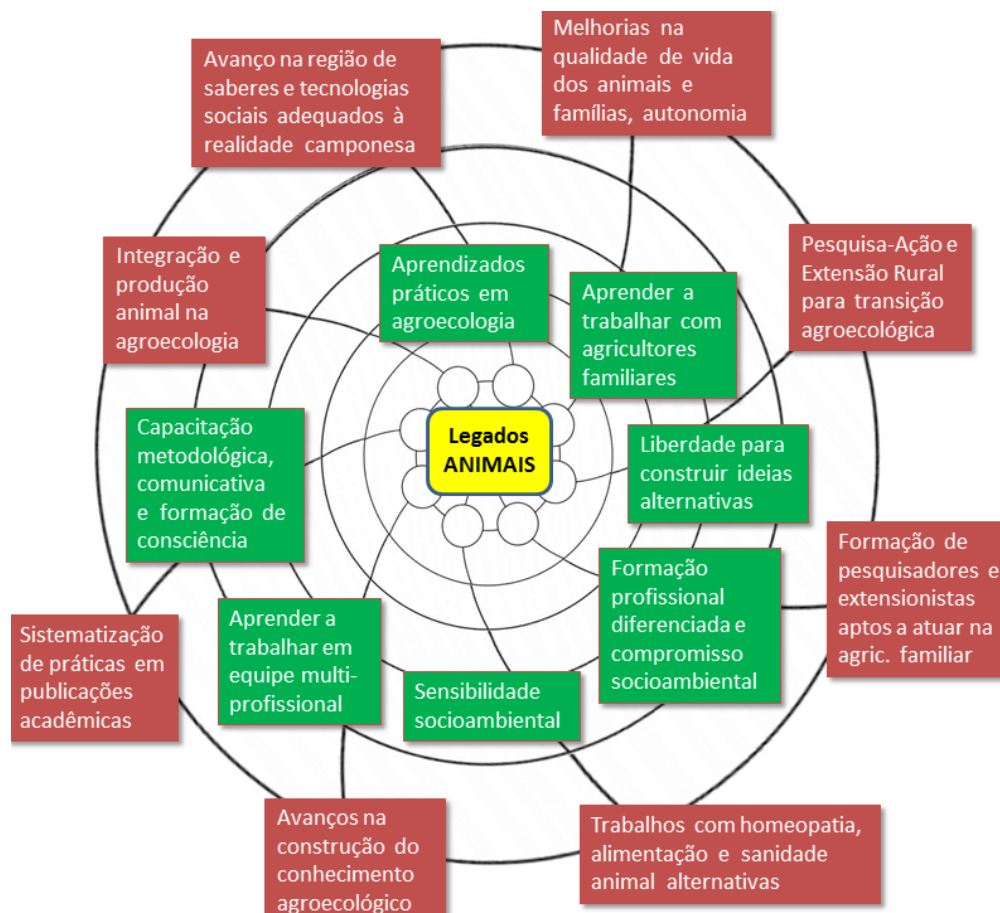 Melhorias na
qualidade de vida
dos animais e
famílias, autonomia
Avanço na região de
saberes e tecnologias
sociais adequados à
realidade camponesa
Pesquisa-Ação e
Extensão Rural
para transição
agroecológica
Integração e
produção
animal na
agroecologia
Aprendizados
práticos em
agroecologia
Aprender a
trabalhar com
agricultores
familiares
Legados
ANIMAIS
Capacitação
metodológica,
comunicativa
e formação de
consciência
Liberdade para
construir ideias
alternativas
Formação de
pesquisadores e
extensionistas
aptos a atuar na
agric. familiar
Formação
profissional
diferenciada e
compromisso
socioambiental
Aprender a
trabalhar em
equipe multi-
profissional
Sistematização
de práticas em
publicações
acadêmicas
Sensibilidade
socioambiental
Avanços na
construção do
conhecimento
agroecológico
Trabalhos com homeopatia,
alimentação e sanidade
animal alternativas